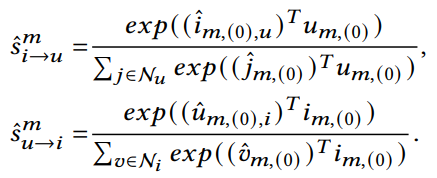 $\hat{s}_{i \to u}^{m} = \frac{exp((\hat{i}_{m,(0),u})^T u_{m,(0)})}{\sum_{j \in \mathcal{N}_u} exp((\hat{j}_{m,(0)})^T u_{m,(0)})},$
$\hat{s}_{u \to i}^{m} = \frac{exp((\hat{u}_{m,(0),i})^T i_{m,(0)})}{\sum_{v \in \mathcal{N}_i} exp((\hat{v}_{m,(0)})^T i_{m,(0)})}.$